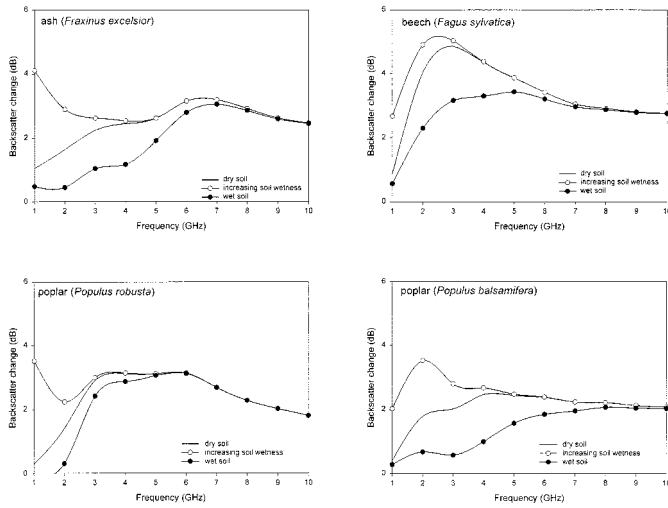 ash (Fraxinus excelsior)
Backscatter change (dB)
6
4
2
0
dry soil
increasing soil wetness
wet soil
1 2 3 4 5 6 7 8 9 10
Frequency (GHz)
beech (Fagus sylvatica)
Backscatter change (dB)
6
4
2
0
dry soil
increasing soil wetness
wet soil
1 2 3 4 5 6 7 8 9 10
Frequency (GHz)
poplar (Populus robusta)
Backscatter change (dB)
6
4
2
0
dry soil
increasing soil wetness
wet soil
1 2 3 4 5 6 7 8 9 10
Frequency (GHz)
poplar (Populus balsamifera)
Backscatter change (dB)
6
4
2
0
dry soil
increasing soil wetness
wet soil
1 2 3 4 5 6 7 8 9 10
Frequency (GHz)